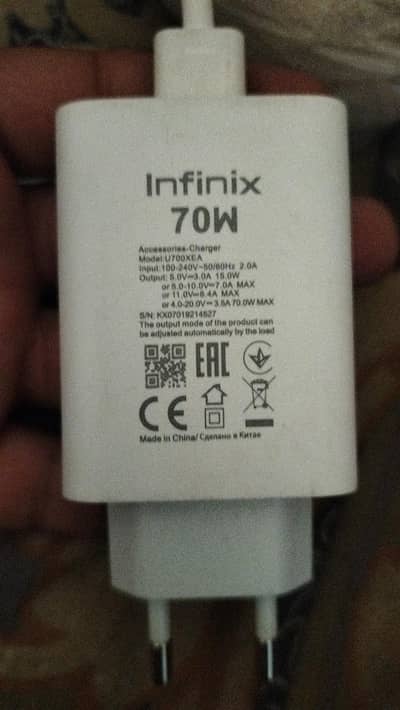 Infinix
70W
Accessories-Charger
Model:U700XEA
Input:100-240V~50/60Hz 2.0A
Output: 5.0V⎓3.0A 15.0W
or 5.0-10.0V⎓7.0A MAX
or 11.0V⎓6.4A MAX
or 4.0-20.0V⎓3.5A 70.0W MAX
S/N: KX07019214527
The output mode of the product can
be adjusted automatically by the load
EAC
CE
Made in China/ Сделано в Китае